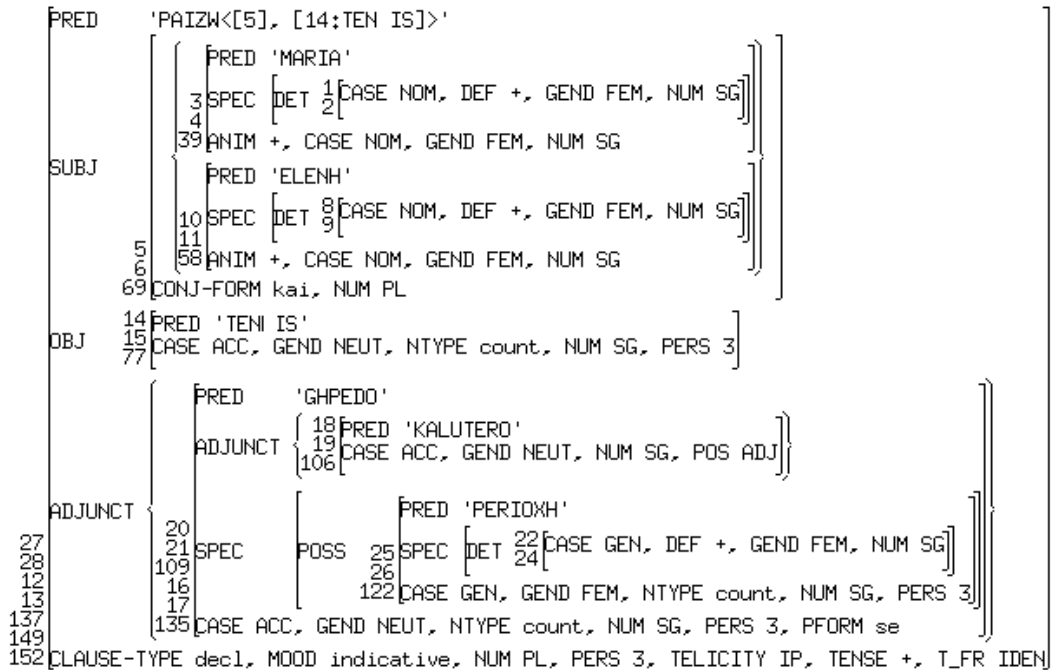 PRED 'PAIZW<[5], [14:TEN IS]>'
PRED 'MARIA'
3 SPEC DET 1 2 CASE NOM, DEF +, GEND FEM, NUM SG
4
39 ANIM +, CASE NOM, GEND FEM, NUM SG
SUBJ
PRED 'ELENH'
10 SPEC DET 8 9 CASE NOM, DEF +, GEND FEM, NUM SG
11
5 58 ANIM +, CASE NOM, GEND FEM, NUM SG
6
69 CONJ-FORM kai, NUM PL
14 PRED 'TENI IS'
OBJ 15
77 CASE ACC, GEND NEUT, NTYPE count, NUM SG, PERS 3
PRED 'GHPEDO'
18 PRED 'KALUTERO'
ADJUNCT 19
106 CASE ACC, GEND NEUT, NUM SG, POS ADJ
ADJUNCT PRED 'PERIOXH'
20
27 21 SPEC POSS 25 SPEC DET 22 24 CASE GEN, DEF +, GEND FEM, NUM SG
28 109 26
12 16 122 CASE GEN, GEND FEM, NTYPE count, NUM SG, PERS 3
13 17
137 135 CASE ACC, GEND NEUT, NTYPE count, NUM SG, PERS 3, PFORM se
149
152 CLAUSE-TYPE decl, MOOD indicative, NUM PL, PERS 3, TELICITY IP, TENSE +, T_FR IDEN